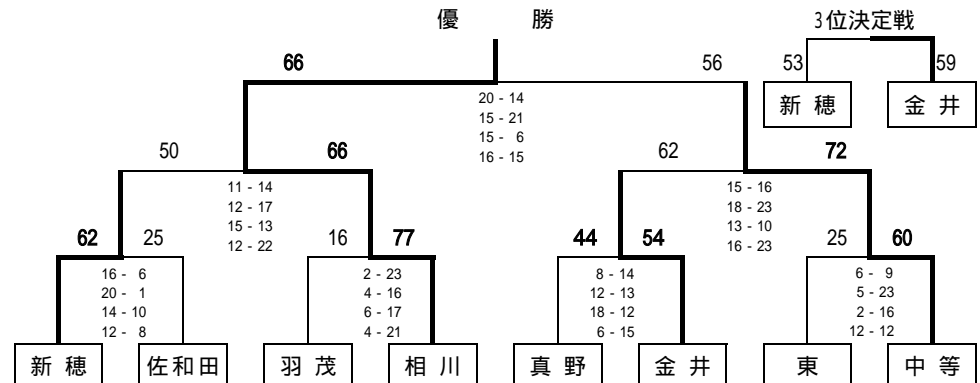 優 勝
3位決定戦
66 56 53 59
新穂 金井
20 - 14
15 - 21
15 - 6
16 - 15
50 66 62 72
11 - 14
12 - 17
15 - 13
12 - 22
15 - 16
18 - 23
13 - 10
16 - 23
62 25 16 77 44 54 25 60
16 - 6
20 - 1
14 - 10
12 - 8
2 - 23
4 - 16
6 - 17
4 - 21
8 - 14
12 - 13
18 - 12
6 - 15
6 - 9
5 - 23
2 - 16
12 - 12
新穂 佐和田 羽茂 相川 真野 金井 東 中等